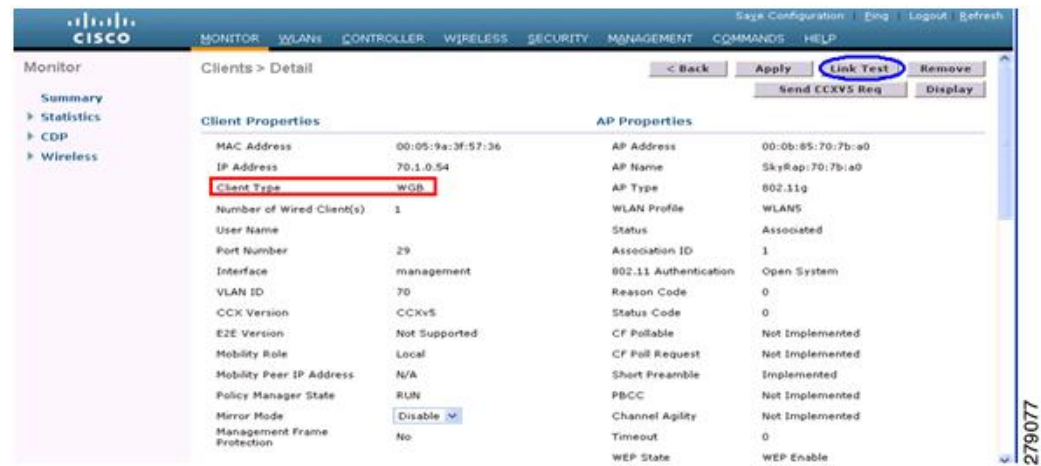 Save Configuration Ping Logout Refresh
CISCO
MONITOR WLANs CONTROLLER WIRELESS SECURITY MANAGEMENT COMMANDS HELP
Monitor
Summary
Statistics
CDP
Wireless
Clients > Detail
< Back Apply Link Test Remove
Send CCXV5 Req Display
Client Properties
MAC Address 00:05:9a:3f:57:36
IP Address 70.1.0.54
Client Type WGB
Number of Wired Client(s) 1
User Name
Port Number 29
Interface management
VLAN ID 70
CCX Version CCXv5
E2E Version Not Supported
Mobility Role Local
Mobility Peer IP Address N/A
Policy Manager State RUN
Mirror Mode Disable
Management Frame
Protection No
AP Properties
AP Address 00:0b:85:70:7b:a0
AP Name SkyRap:70:7b:a0
AP Type 802.11g
WLAN Profile WLAN5
Status Associated
Association ID 1
802.11 Authentication Open System
Reason Code 0
Status Code 0
CF Pollable Not Implemented
CF Poll Request Not Implemented
Short Preamble Implemented
PBCC Not Implemented
Channel Agility Not Implemented
Timeout 0
WEP State WEP Enable
279077